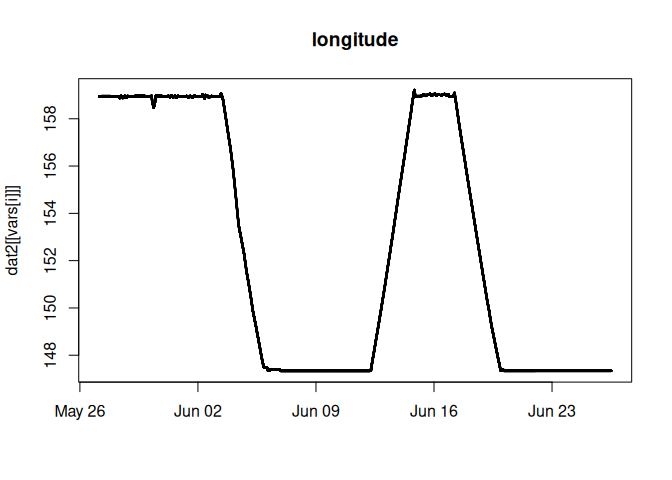 longitude
dat2[[vars[i]]]
158
156
154
152
150
148
May 26
Jun 02
Jun 09
Jun 16
Jun 23